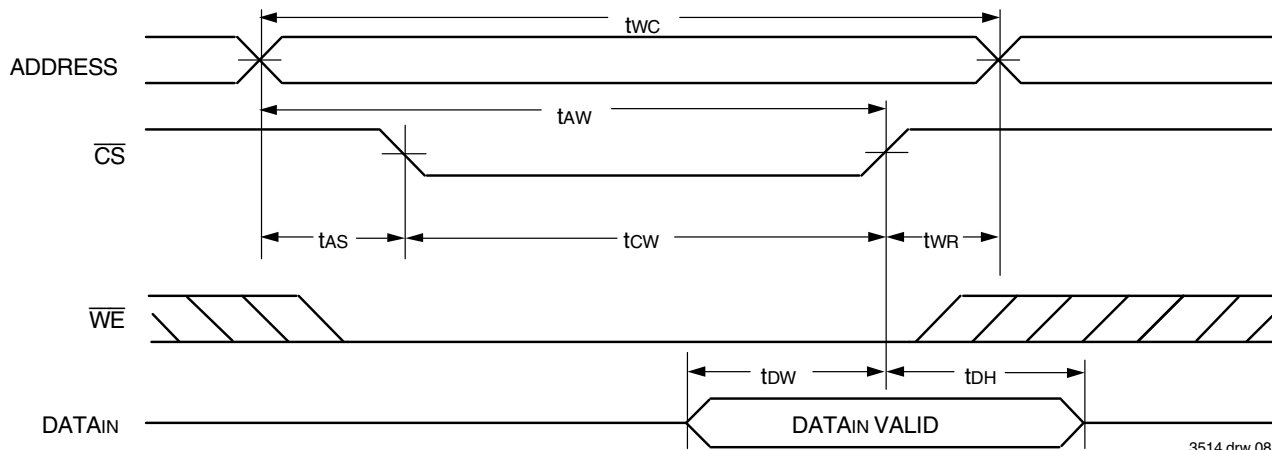 tWC
ADDRESS
tAW
CS
tAS
tCW
tWR
WE
tDW
tDH
DATAIN
DATAIN VALID
3514 drw 08